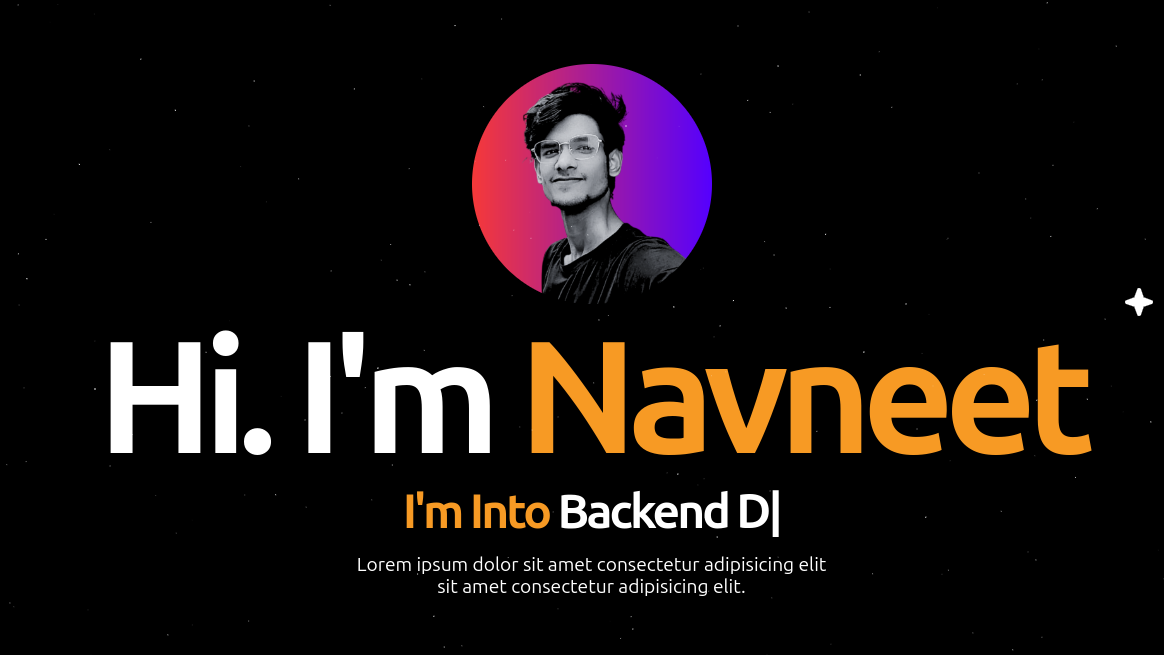 Hi. I'm Navneet
I'm Into Backend D|
Lorem ipsum dolor sit amet consectetur adipisicing elit
sit amet consectetur adipisicing elit.